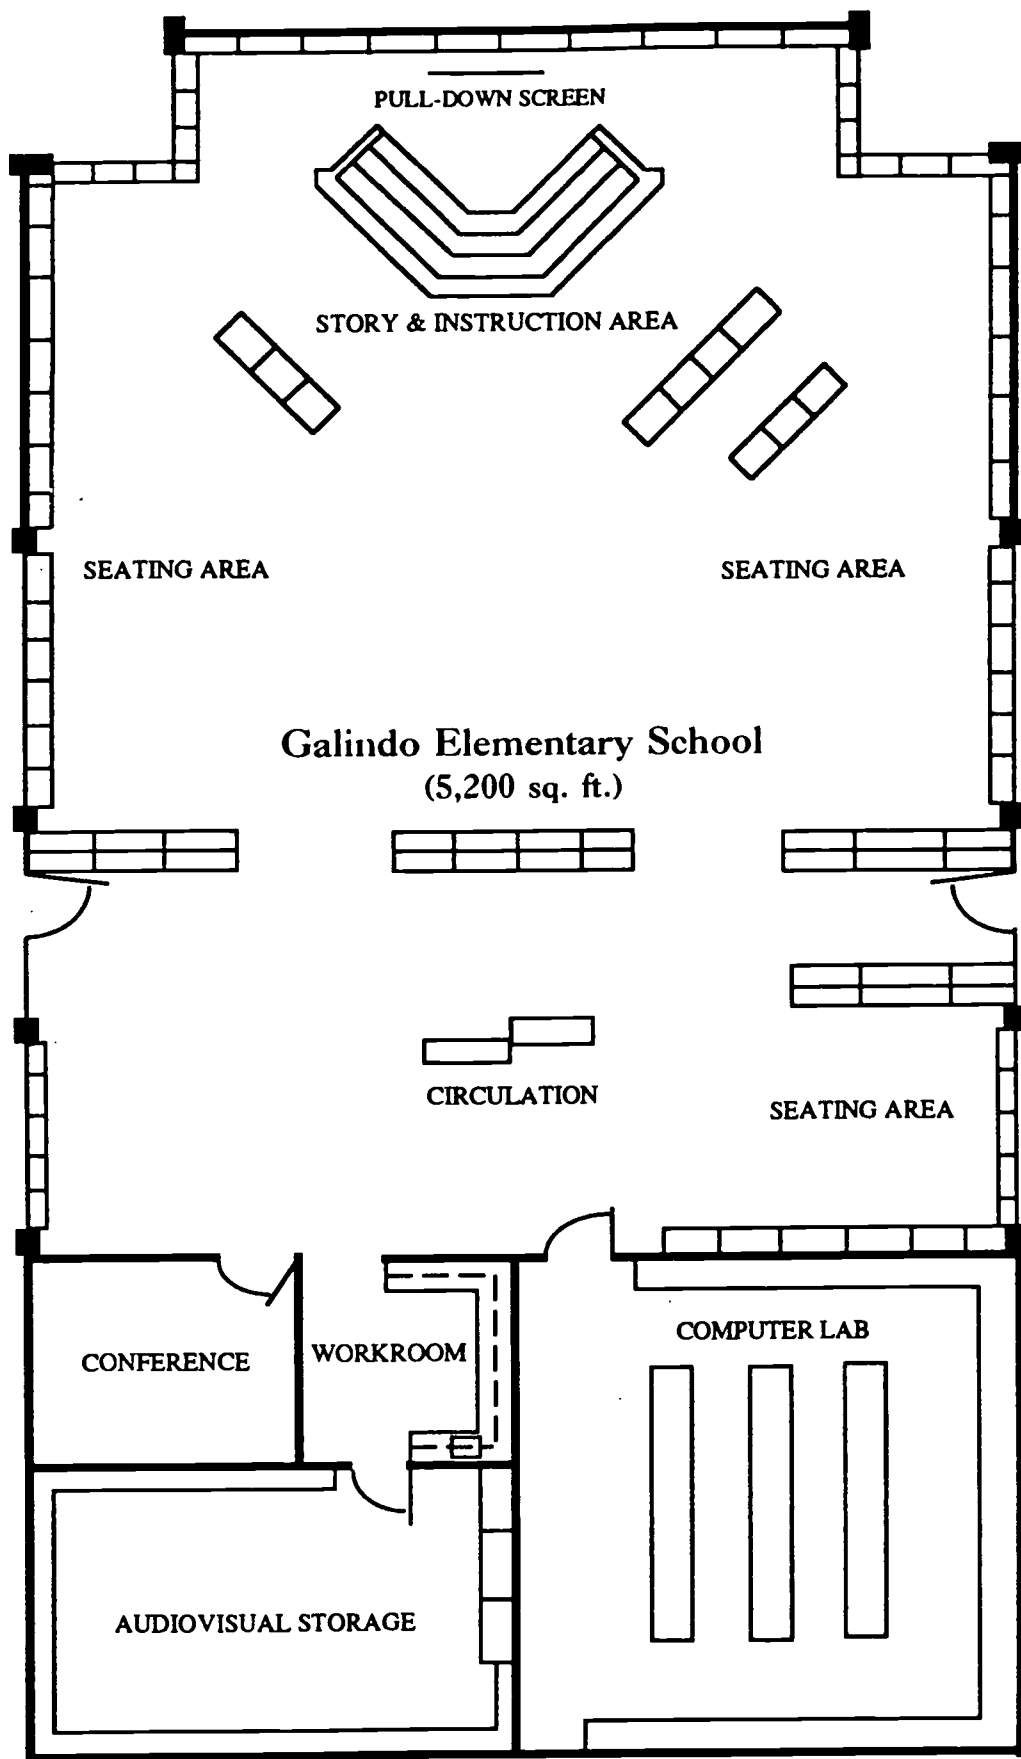 PULL-DOWN SCREEN
STORY & INSTRUCTION AREA
SEATING AREA
SEATING AREA
Galindo Elementary School
(5,200 sq. ft.)
CIRCULATION
SEATING AREA
COMPUTER LAB
CONFERENCE
WORKROOM
AUDIOVISUAL STORAGE